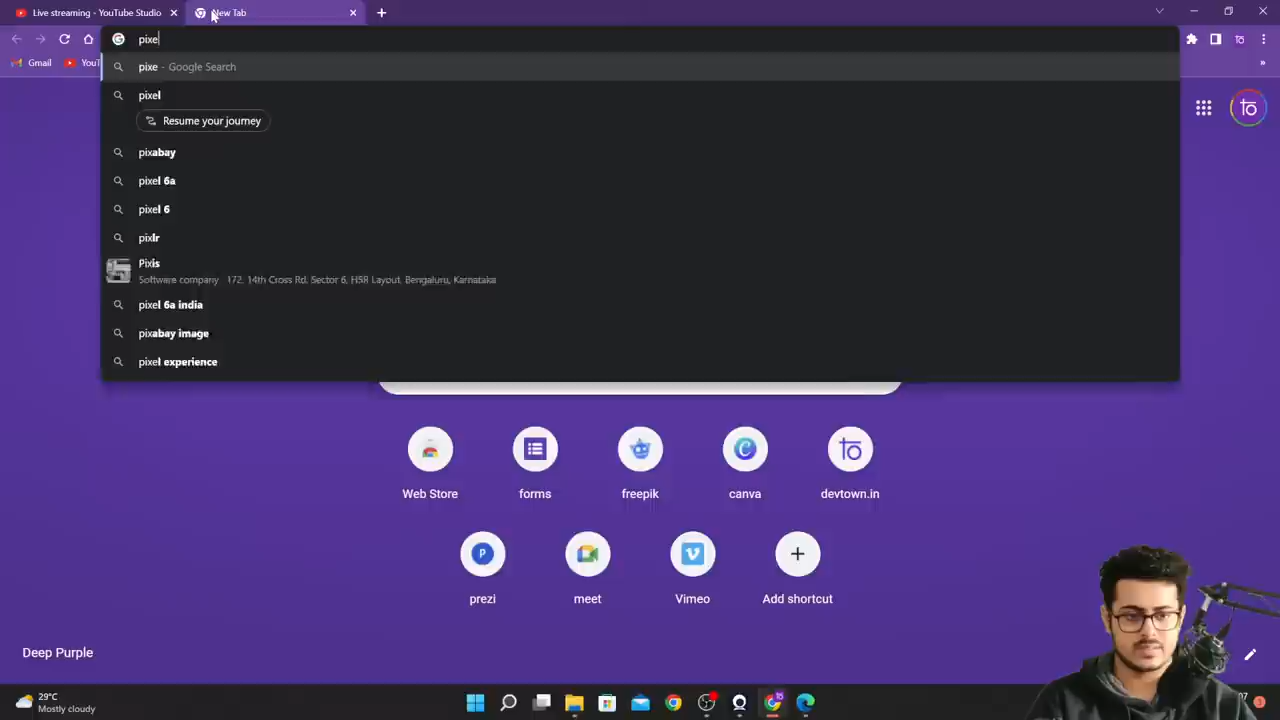 Live streaming - YouTube Studio
New Tab
pixe
Gmail
pixe - Google Search
pixel
Resume your journey
pixabay
pixel 6a
pixel 6
pixlr
Pixis
Software company 172, 14th Cross Rd, Sector 6, HSR Layout, Bengaluru, Karnataka
pixel 6a india
pixabay image
pixel experience
Web Store
forms
freepik
canva
devtown.in
prezi
meet
Vimeo
Add shortcut
Deep Purple
29°C
Mostly cloudy